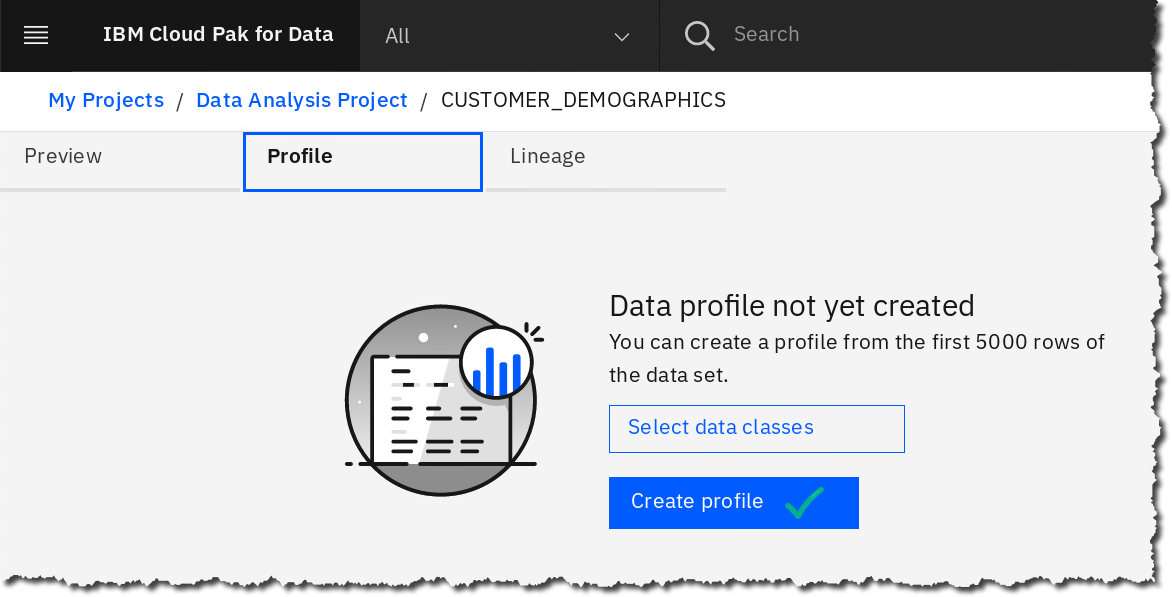 IBM Cloud Pak for Data
All
Search
My Projects / Data Analysis Project / CUSTOMER_DEMOGRAPHICS
Preview
Profile
Lineage
Data profile not yet created
You can create a profile from the first 5000 rows of
the data set.
Select data classes
Create profile